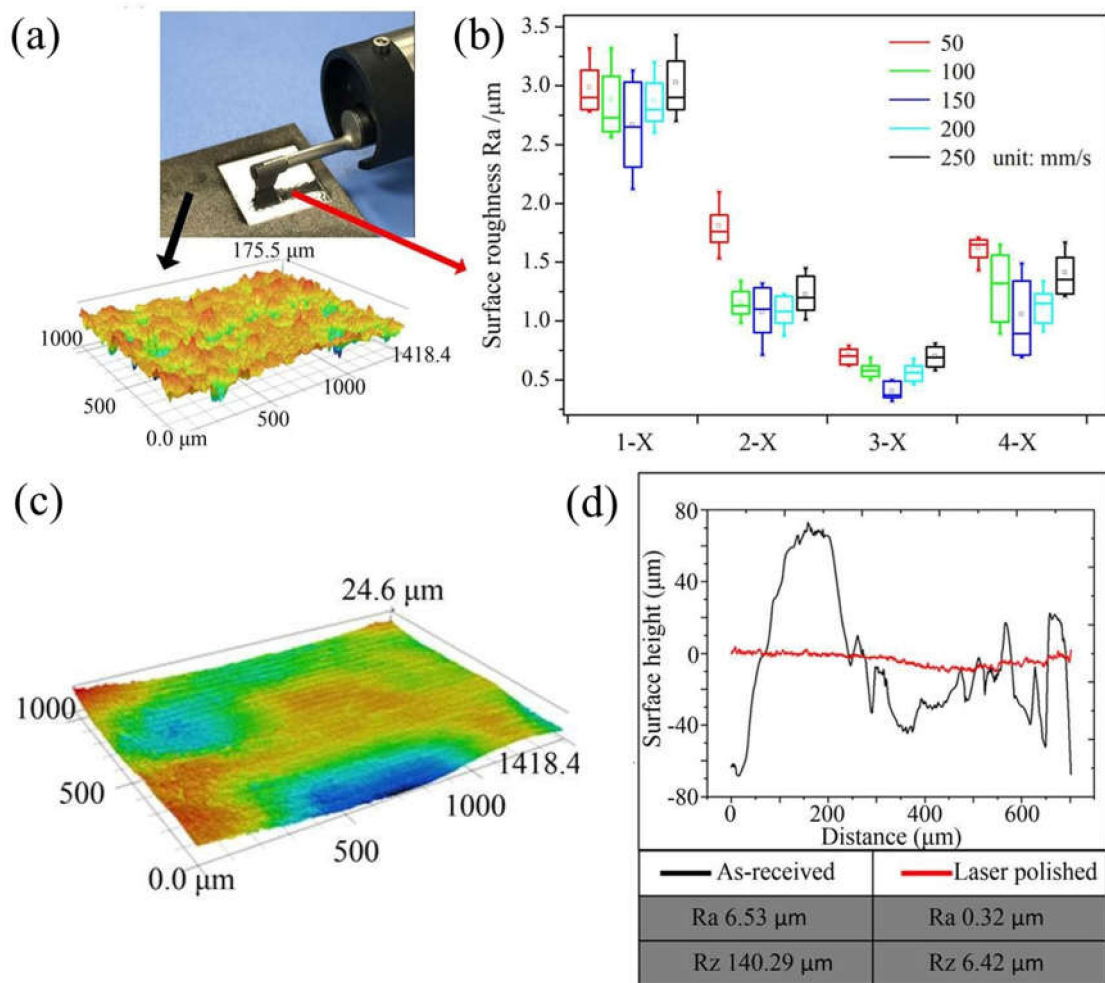 (a)
175.5 μm
1000
500
0.0 μm
500
1000
1418.4
(b)
Surface roughness Ra /μm
3.5
3.0
2.5
2.0
1.5
1.0
0.5
50
100
150
200
250 unit: mm/s
1-X
2-X
3-X
4-X
(c)
24.6 μm
1000
500
0.0 μm
500
1000
1418.4
(d)
Surface height (μm)
80
40
0
-40
-80
0
200
400
600
Distance (μm)
As-received
Laser polished
Ra 6.53 μm
Ra 0.32 μm
Rz 140.29 μm
Rz 6.42 μm